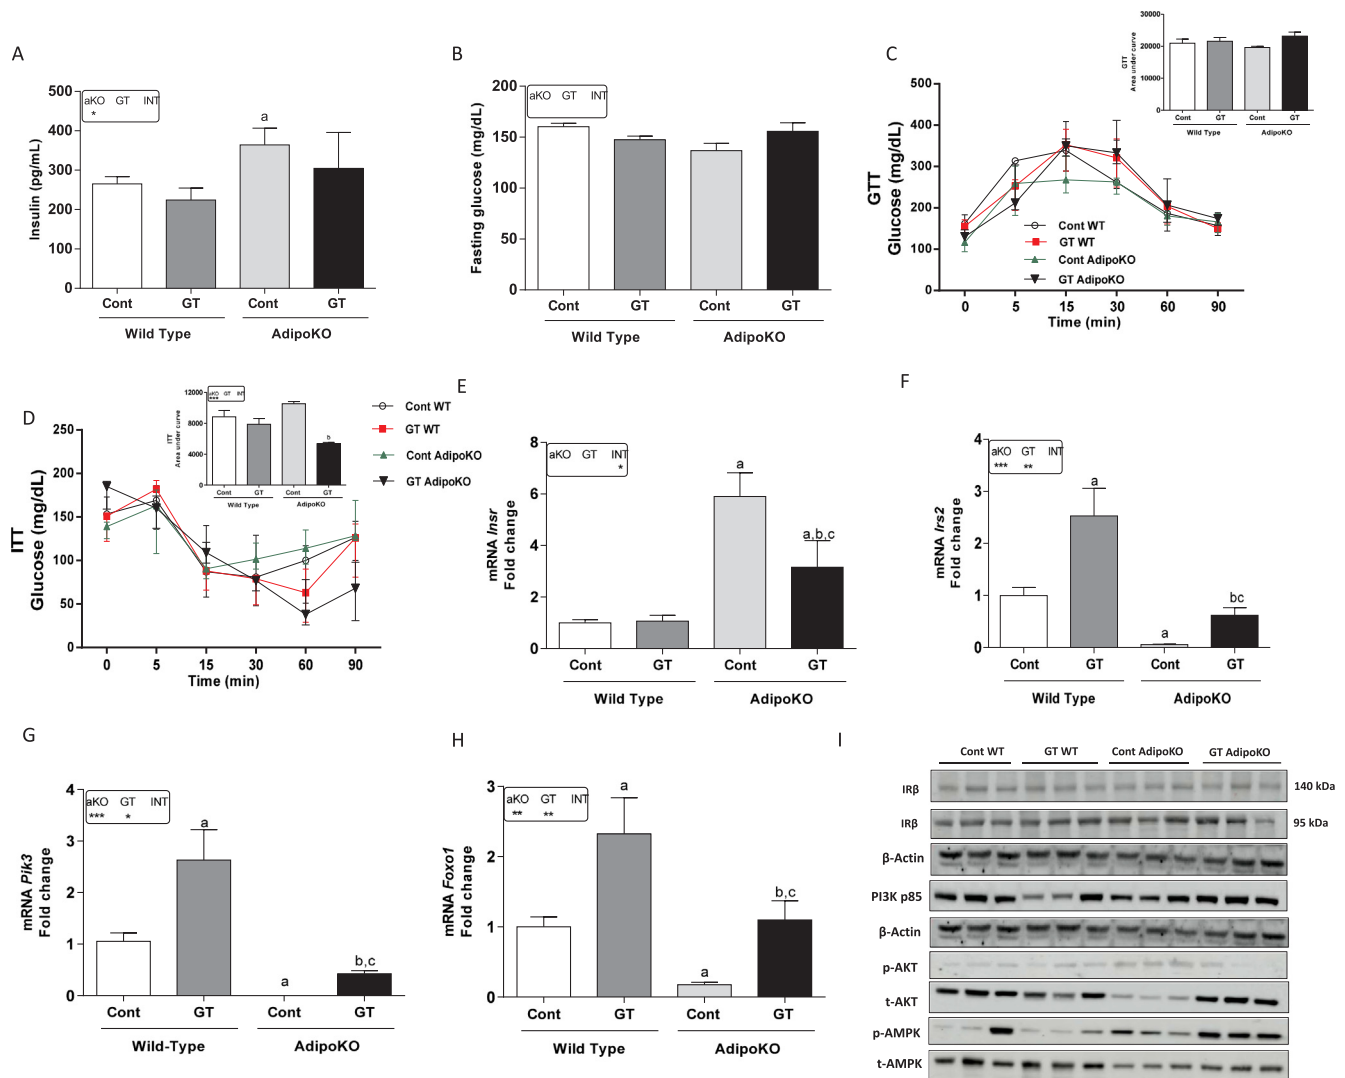 A
Insulin (pg/mL)
500
400
300
200
100
0
aKO GT INT
*
a
Cont GT Cont GT
Wild Type AdipoKO
B
Fasting glucose (mg/dL)
200
150
100
50
0
aKO GT INT
Cont GT Cont GT
Wild Type AdipoKO
C
GTT
Glucose (mg/dL)
500
400
300
200
100
0
0 5 15 30 60 90
Time (min)
Cont WT
GT WT
Cont AdipoKO
GT AdipoKO
GTT
Area under curve
30000
20000
10000
0
Cont GT Cont GT
Wild Type AdipoKO
D
ITT
Glucose (mg/dL)
250
200
150
100
50
0
0 5 15 30 60 90
Time (min)
ITT
Area under curve
12000
8000
4000
0
aKO GT INT
***
b
Cont GT Cont GT
Wild Type AdipoKO
Cont WT
GT WT
Cont AdipoKO
GT AdipoKO
E
mRNA Insr
Fold change
8
6
4
2
0
aKO GT INT
*
a
a,b,c
Cont GT Cont GT
Wild Type AdipoKO
F
mRNA Irs2
Fold change
4
3
2
1
0
aKO GT INT
*** **
a
a
bc
Cont GT Cont GT
Wild Type AdipoKO
G
mRNA Pik3
Fold change
4
3
2
1
0
aKO GT INT
*** *
a
a
b,c
Cont GT Cont GT
Wild-Type AdipoKO
H
mRNA Foxo1
Fold change
3
2
1
0
aKO GT INT
** **
a
a
b,c
Cont GT Cont GT
Wild Type AdipoKO
I
Cont WT GT WT Cont AdipoKO GT AdipoKO
IRβ 140 kDa
IRβ 95 kDa
β-Actin
PI3K p85
β-Actin
p-AKT
t-AKT
p-AMPK
t-AMPK